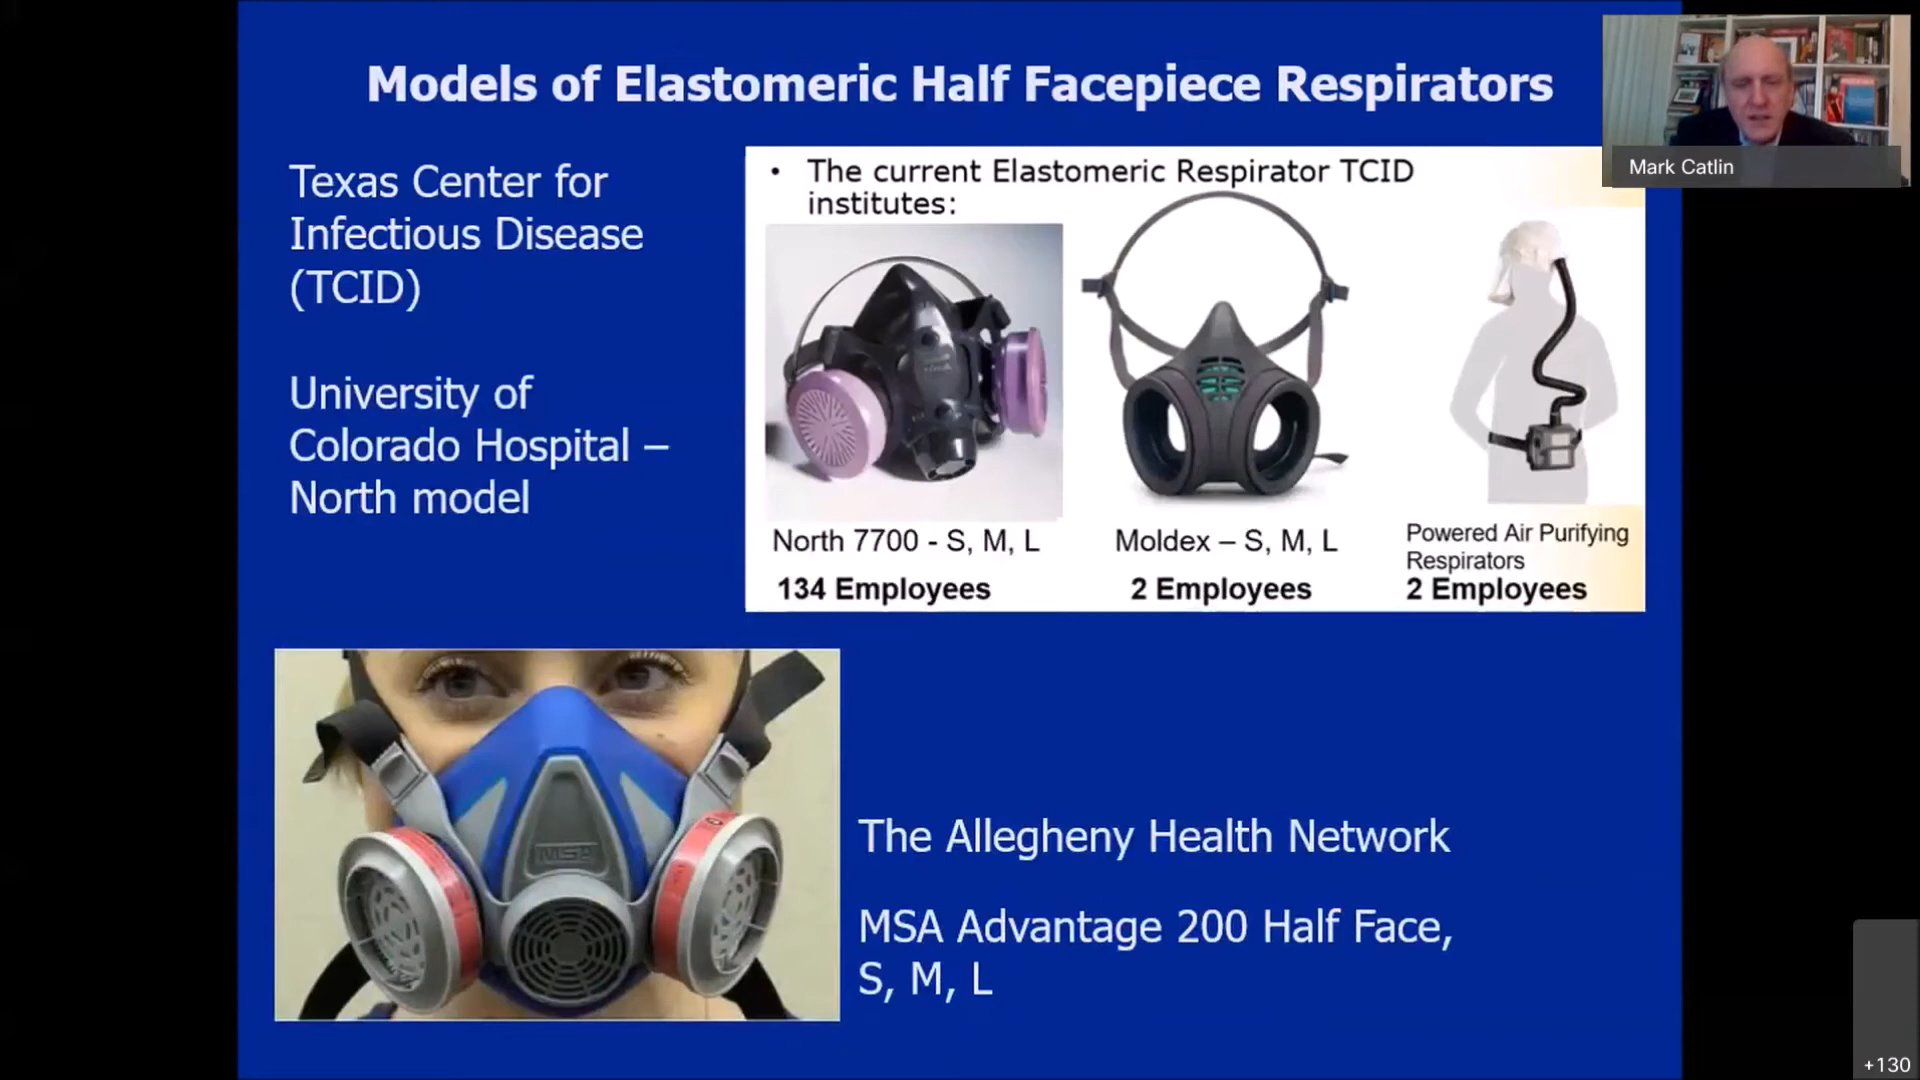 Models of Elastomeric Half Facepiece Respirators
Mark Catlin
Texas Center for
Infectious Disease
(TCID)
University of
Colorado Hospital –
North model
• The current Elastomeric Respirator TCID
institutes:
North 7700 - S, M, L
134 Employees
Moldex – S, M, L
2 Employees
Powered Air Purifying
Respirators
2 Employees
MSA
The Allegheny Health Network
MSA Advantage 200 Half Face,
S, M, L
+130